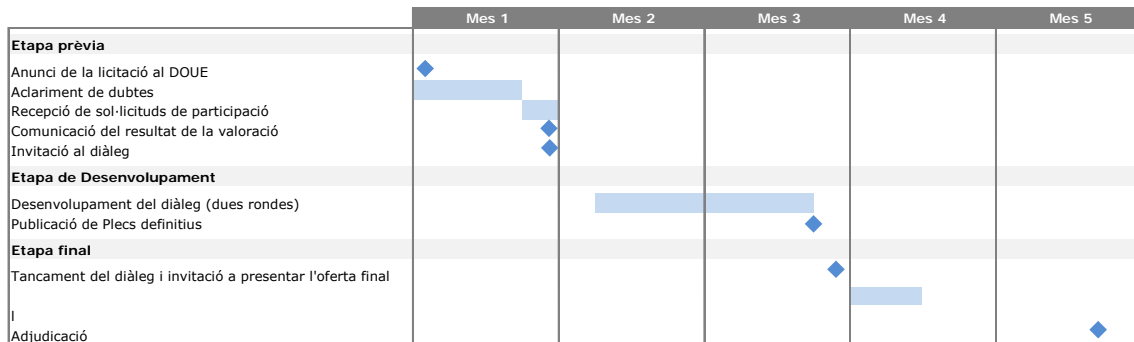 Mes 1 Mes 2 Mes 3 Mes 4 Mes 5
Etapa prèvia
Anunci de la licitació al DOUE
Aclariment de dubtes
Recepció de sol·licituds de participació
Comunicació del resultat de la valoració
Invitació al diàleg
Etapa de Desenvolupament
Desenvolupament del diàleg (dues rondes)
Publicació de Plecs definitius
Etapa final
Tancament del diàleg i invitació a presentar l'oferta final
l
Adjudicació